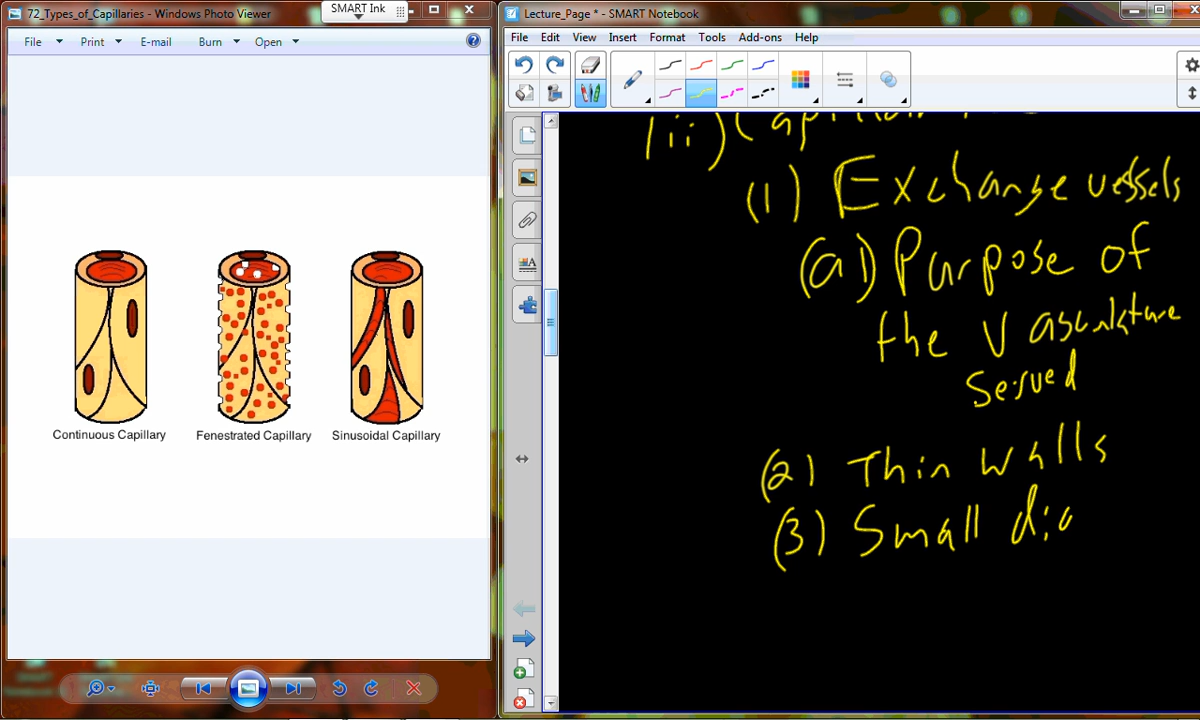 72_Types_of_Capillaries - Windows Photo Viewer
SMART Ink
File Print E-mail Burn Open
Continuous Capillary Fenestrated Capillary Sinusoidal Capillary
Lecture_Page * - SMART Notebook
File Edit View Insert Format Tools Add-ons Help
(1) Exchange vessels
(a) Purpose of
the Vasculature
Served
(2) Thin walls
(3) Small dia